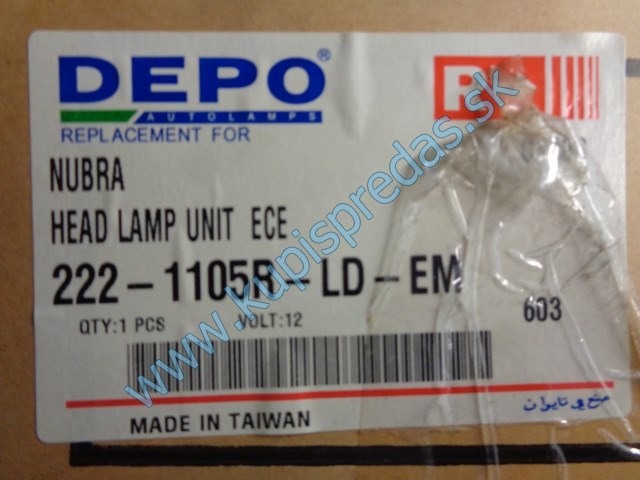 DEPO®
AUTOLAMPS
REPLACEMENT FOR
NUBRA
HEAD LAMP UNIT ECE
222-1105R-LD-EM
QTY:1 PCS VOLT:12
603
MADE IN TAIWAN
www.kupispredas.sk